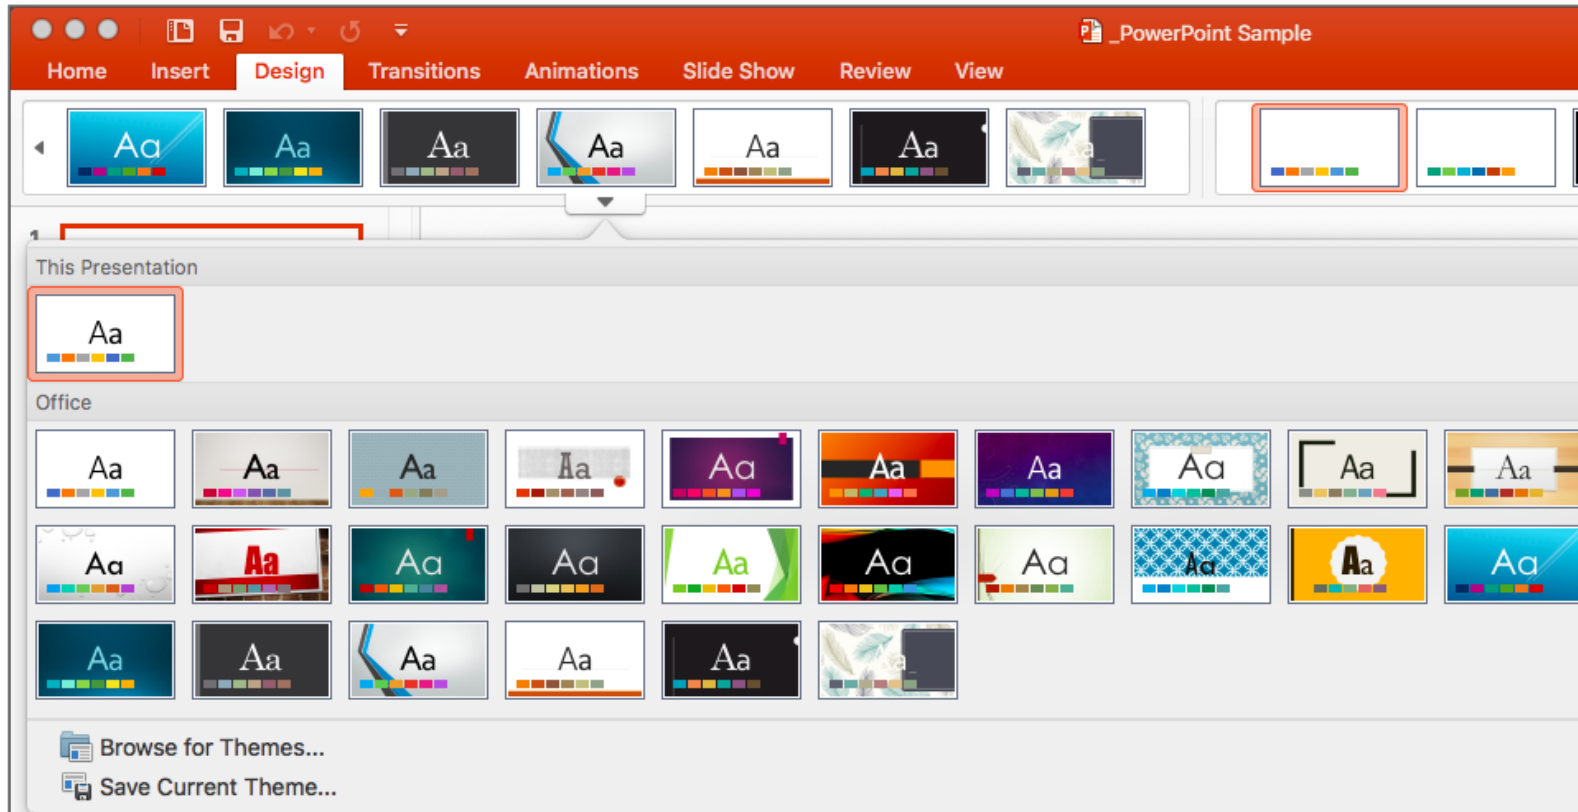 _PowerPoint Sample
Home Insert Design Transitions Animations Slide Show Review View
Aa Aa Aa Aa Aa Aa
1
This Presentation
Aa
Office
Aa Aa Aa Aa Aa Aa Aa Aa Aa Aa
Aa Aa Aa Aa Aa Aa Aa Aa Aa Aa
Aa Aa Aa Aa Aa
Browse for Themes...
Save Current Theme...